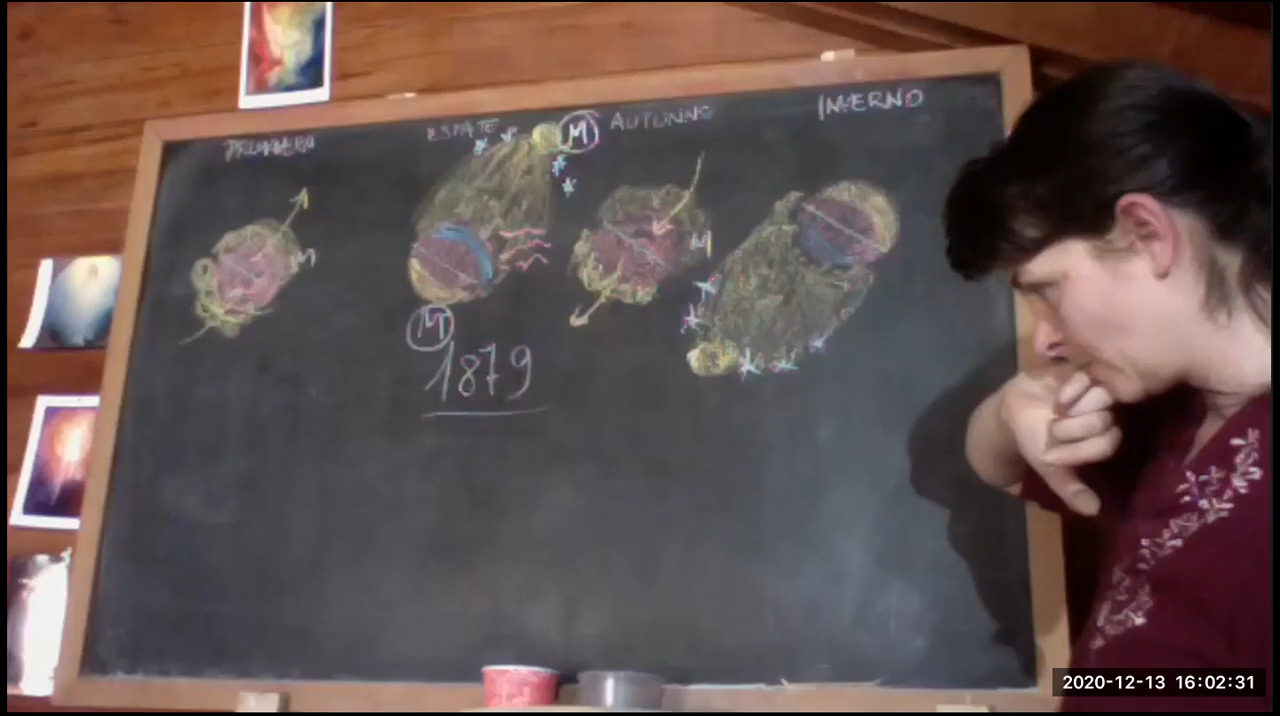 PRIMAVERA
ESTATE
AUTUNNO
INVERNO
M
M
M
M
1879
2020-12-13 16:02:31